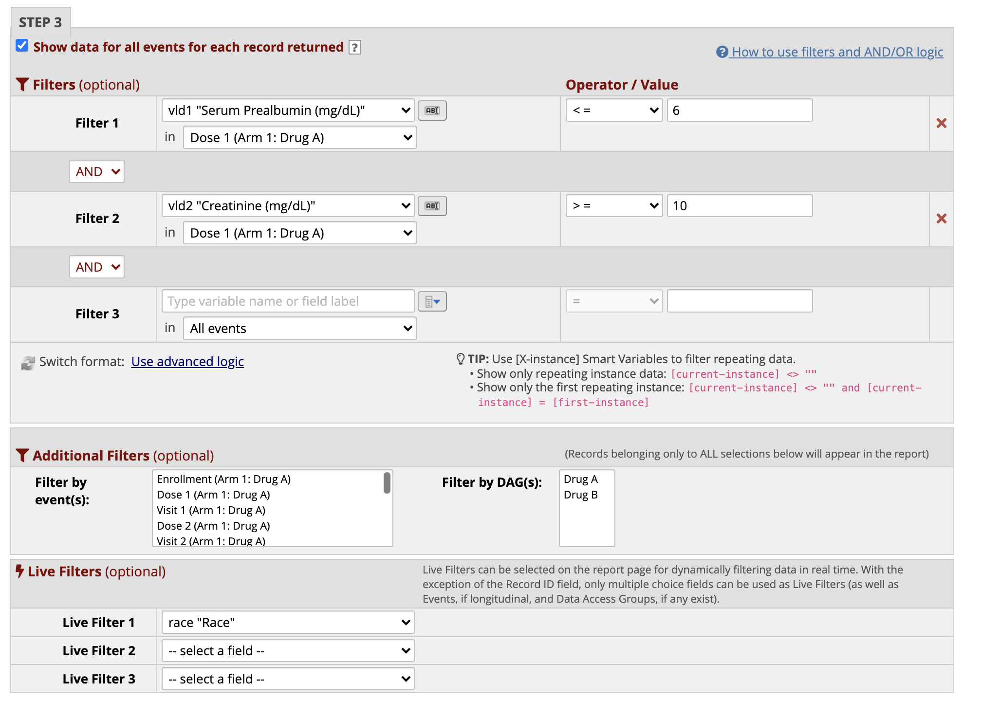 STEP 3
Show data for all events for each record returned ?
How to use filters and AND/OR logic
Filters (optional)
Operator / Value
Filter 1
vld1 "Serum Prealbumin (mg/dL)"
< =
6
in
Dose 1 (Arm 1: Drug A)
AND
Filter 2
vld2 "Creatinine (mg/dL)"
> =
10
in
Dose 1 (Arm 1: Drug A)
AND
Filter 3
Type variable name or field label
=
in
All events
Switch format: Use advanced logic
TIP: Use [X-instance] Smart Variables to filter repeating data.
• Show only repeating instance data: [current-instance] <> ""
• Show only the first repeating instance: [current-instance] <> "" and [current-
instance] = [first-instance]
Additional Filters (optional)
(Records belonging only to ALL selections below will appear in the report)
Filter by
event(s):
Enrollment (Arm 1: Drug A)
Dose 1 (Arm 1: Drug A)
Visit 1 (Arm 1: Drug A)
Dose 2 (Arm 1: Drug A)
Visit 2 (Arm 1: Drug A)
Filter by DAG(s):
Drug A
Drug B
Live Filters (optional)
Live Filters can be selected on the report page for dynamically filtering data in real time. With the
exception of the Record ID field, only multiple choice fields can be used as Live Filters (as well as
Events, if longitudinal, and Data Access Groups, if any exist).
Live Filter 1
race "Race"
Live Filter 2
-- select a field --
Live Filter 3
-- select a field --